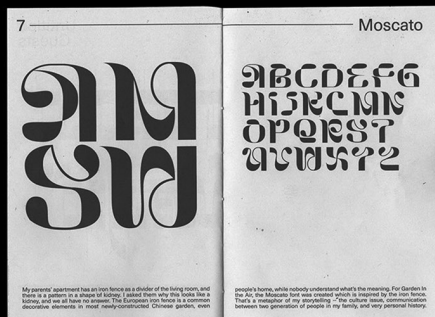 7
Moscato
A M
S W
ABCDEFG
HIJKLMN
OPQRST
UVWXYZ
My parents' apartment has an iron fence as a divider of the living room, and
there is a pattern in a shape of kidney. I asked them why this looks like a
kidney, and we all have no answer. The European iron fence is a common
decorative elements in most newly-constructed Chinese garden, even
people's home, while nobody understand what's the meaning. For Garden In
the Air, the Moscato font was created which is inspired by the iron fence.
That's a metaphor of my storytelling – the culture issue, communication
between two generation of people in my family, and very personal history.